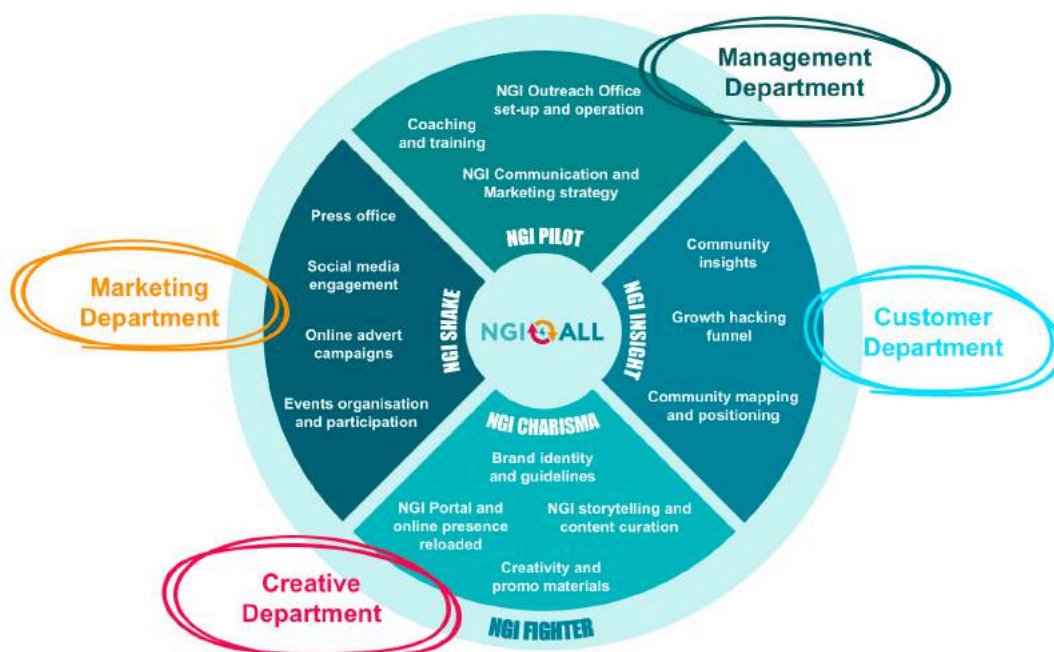 Management
Department
NGI Outreach Office
set-up and operation
Coaching
and training
NGI Communication and
Marketing strategy
NGI PILOT
Press office
Social media
engagement
Online advert
campaigns
Events organisation
and participation
NGI SHAKE
Marketing
Department
NGI4ALL
NGI INSIGHT
Community
insights
Growth hacking
funnel
Community mapping
and positioning
Customer
Department
NGI CHARISMA
Brand identity
and guidelines
NGI Portal and
online presence
reloaded
NGI storytelling and
content curation
Creativity and
promo materials
Creative
Department
NGI FIGHTER